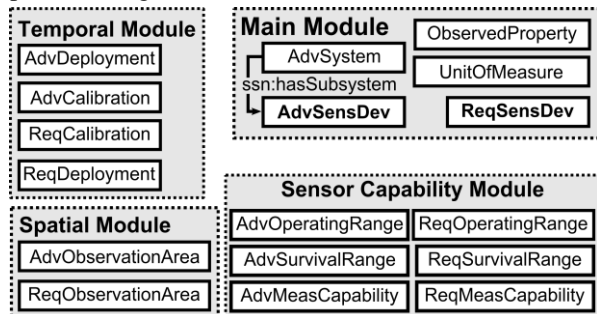 Temporal Module
AdvDeployment
AdvCalibration
ReqCalibration
ReqDeployment
Main Module
AdvSystem
ssn:hasSubsystem
AdvSensDev
ObservedProperty
UnitOfMeasure
ReqSensDev
Spatial Module
AdvObservationArea
ReqObservationArea
Sensor Capability Module
AdvOperatingRange
ReqOperatingRange
AdvSurvivalRange
ReqSurvivalRange
AdvMeasCapability
ReqMeasCapability